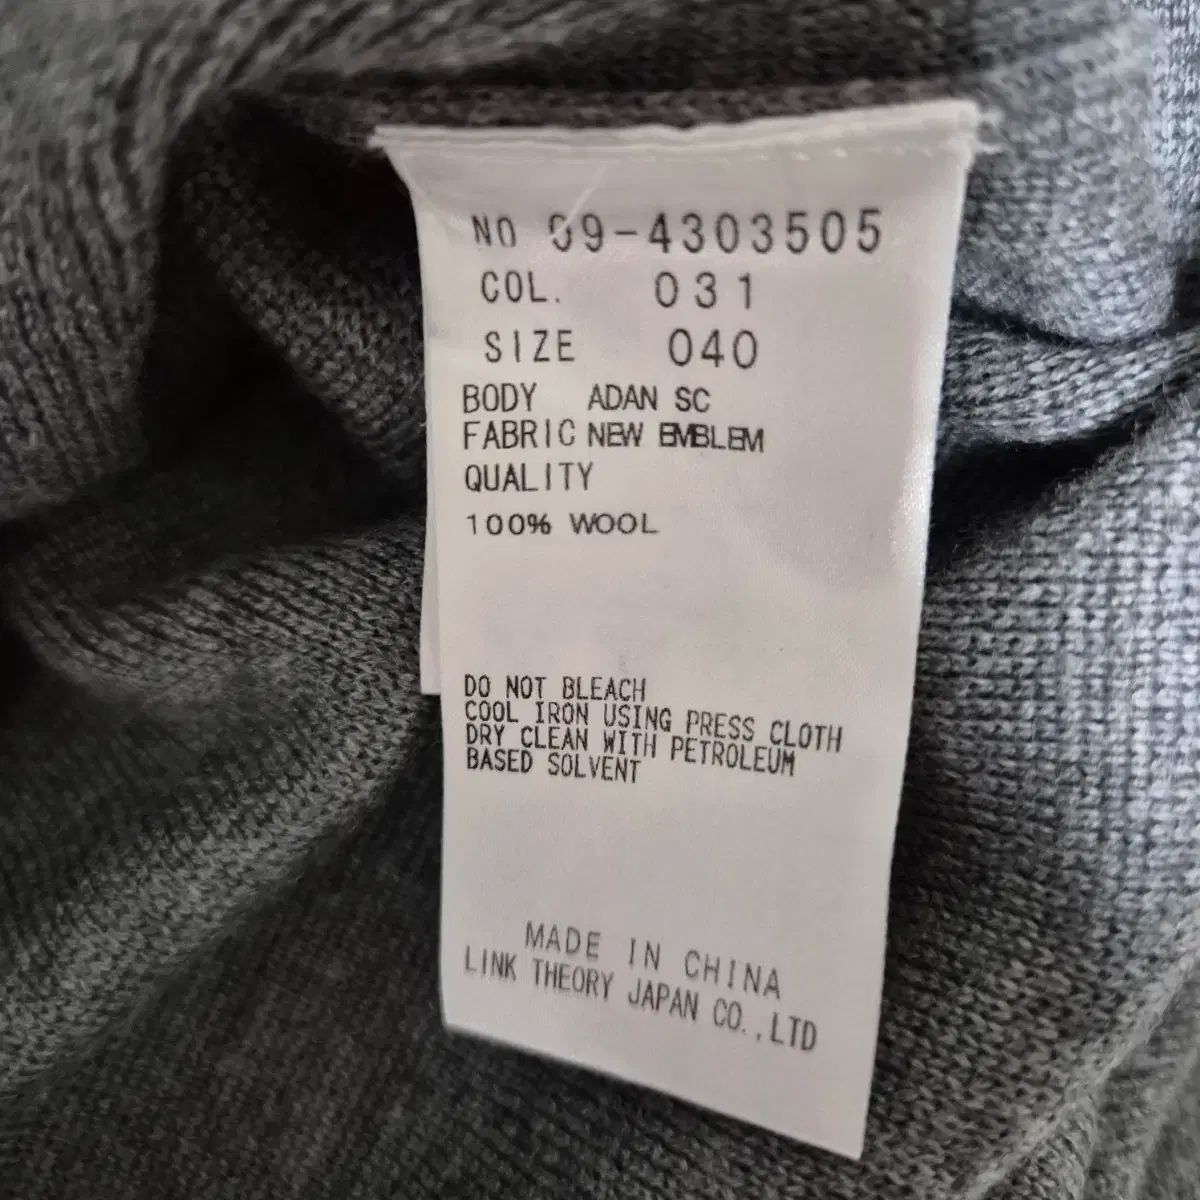 NO 09-4303505
COL. 031
SIZE 040
BODY ADAN SC
FABRIC NEW EMBLEM
QUALITY
100% WOOL
DO NOT BLEACH
COOL IRON USING PRESS CLOTH
DRY CLEAN WITH PETROLEUM
BASED SOLVENT
MADE IN CHINA
LINK THEORY JAPAN CO.,LTD